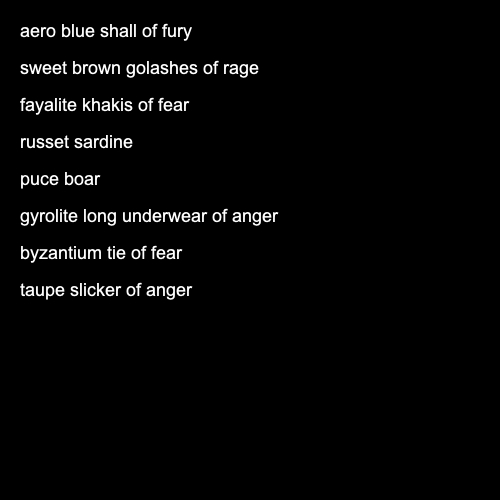 aero blue shall of fury
sweet brown golashes of rage
fayalite khakis of fear
russet sardine
puce boar
gyrolite long underwear of anger
byzantium tie of fear
taupe slicker of anger